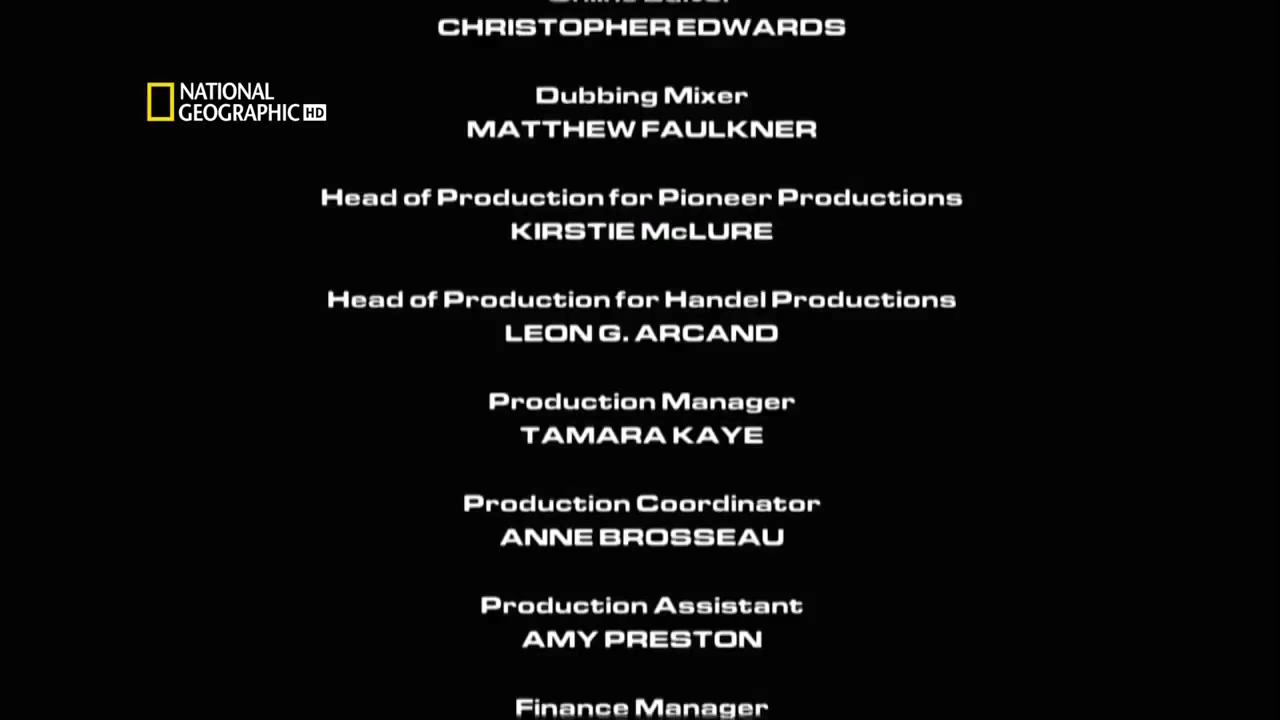 CHRISTOPHER EDWARDS
NATIONAL
GEOGRAPHIC HD
Dubbing Mixer
MATTHEW FAULKNER
Head of Production for Pioneer Productions
KIRSTIE McLURE
Head of Production for Handel Productions
LEON G. ARCAND
Production Manager
TAMARA KAYE
Production Coordinator
ANNE BROSSEAU
Production Assistant
AMY PRESTON
Finance Manager